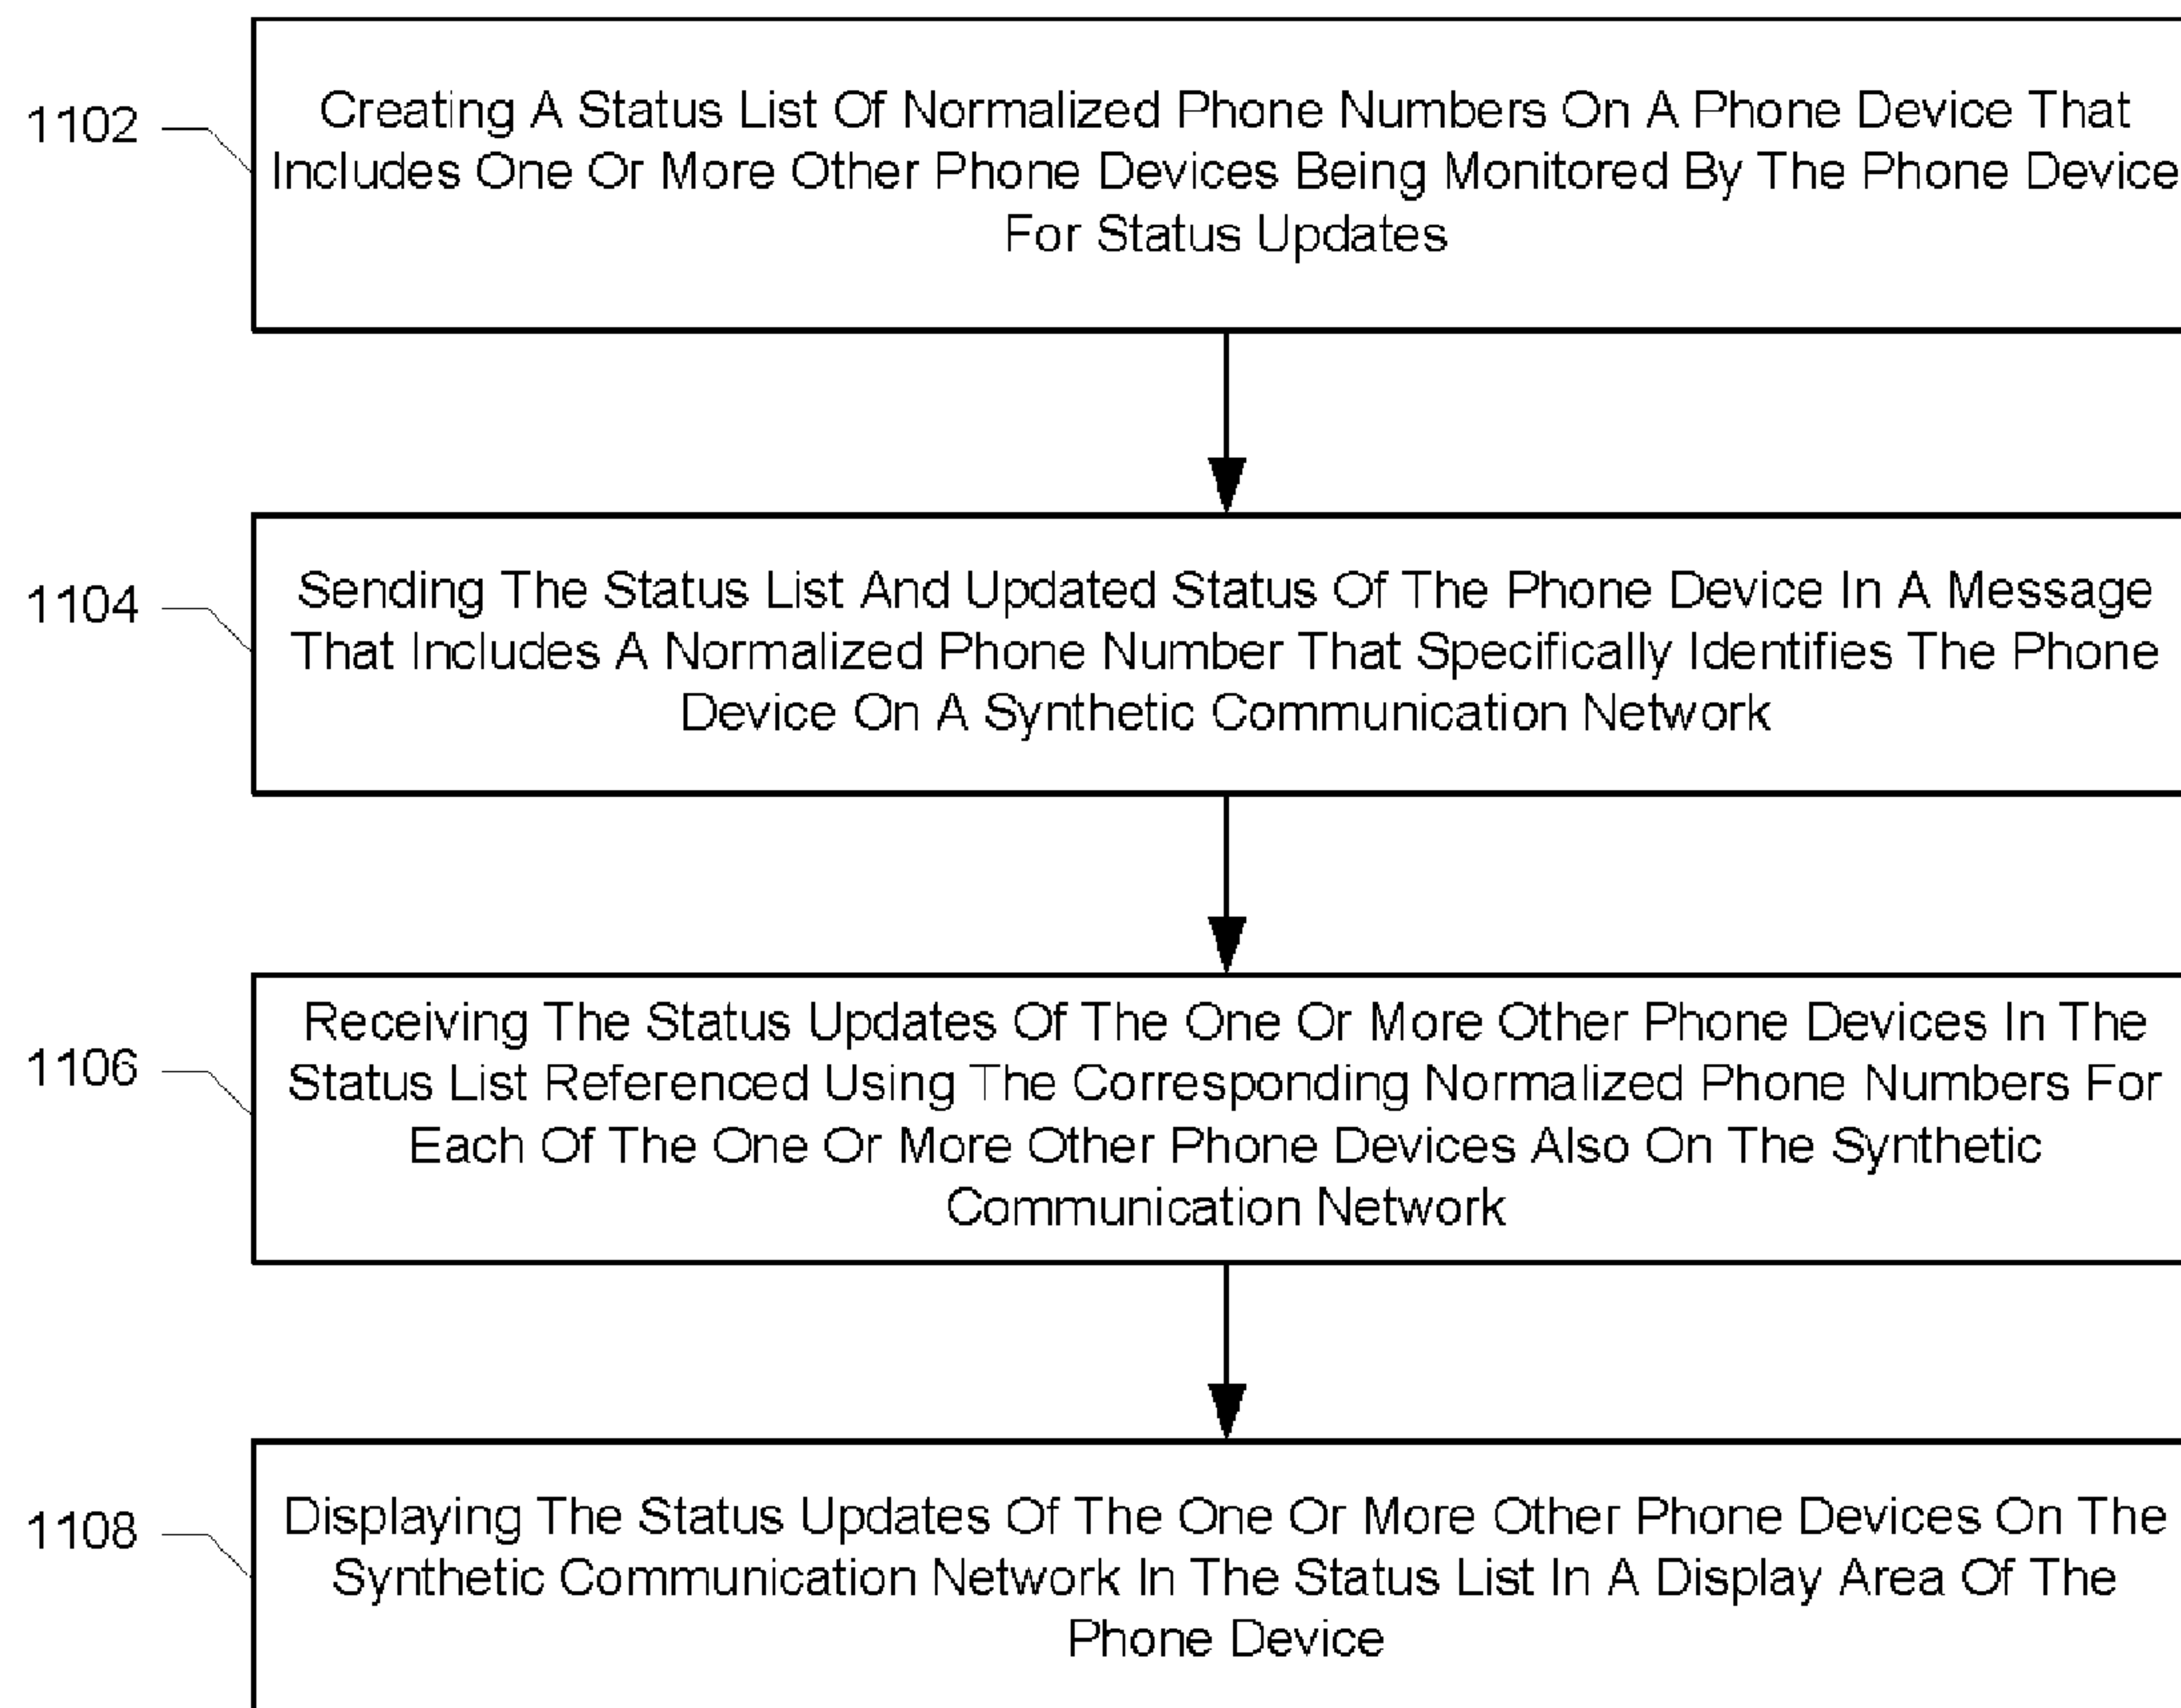 1102
Creating A Status List Of Normalized Phone Numbers On A Phone Device That
Includes One Or More Other Phone Devices Being Monitored By The Phone Device
For Status Updates
1104
Sending The Status List And Updated Status Of The Phone Device In A Message
That Includes A Normalized Phone Number That Specifically Identifies The Phone
Device On A Synthetic Communication Network
1106
Receiving The Status Updates Of The One Or More Other Phone Devices In The
Status List Referenced Using The Corresponding Normalized Phone Numbers For
Each Of The One Or More Other Phone Devices Also On The Synthetic
Communication Network
1108
Displaying The Status Updates Of The One Or More Other Phone Devices On The
Synthetic Communication Network In The Status List In A Display Area Of The
Phone Device